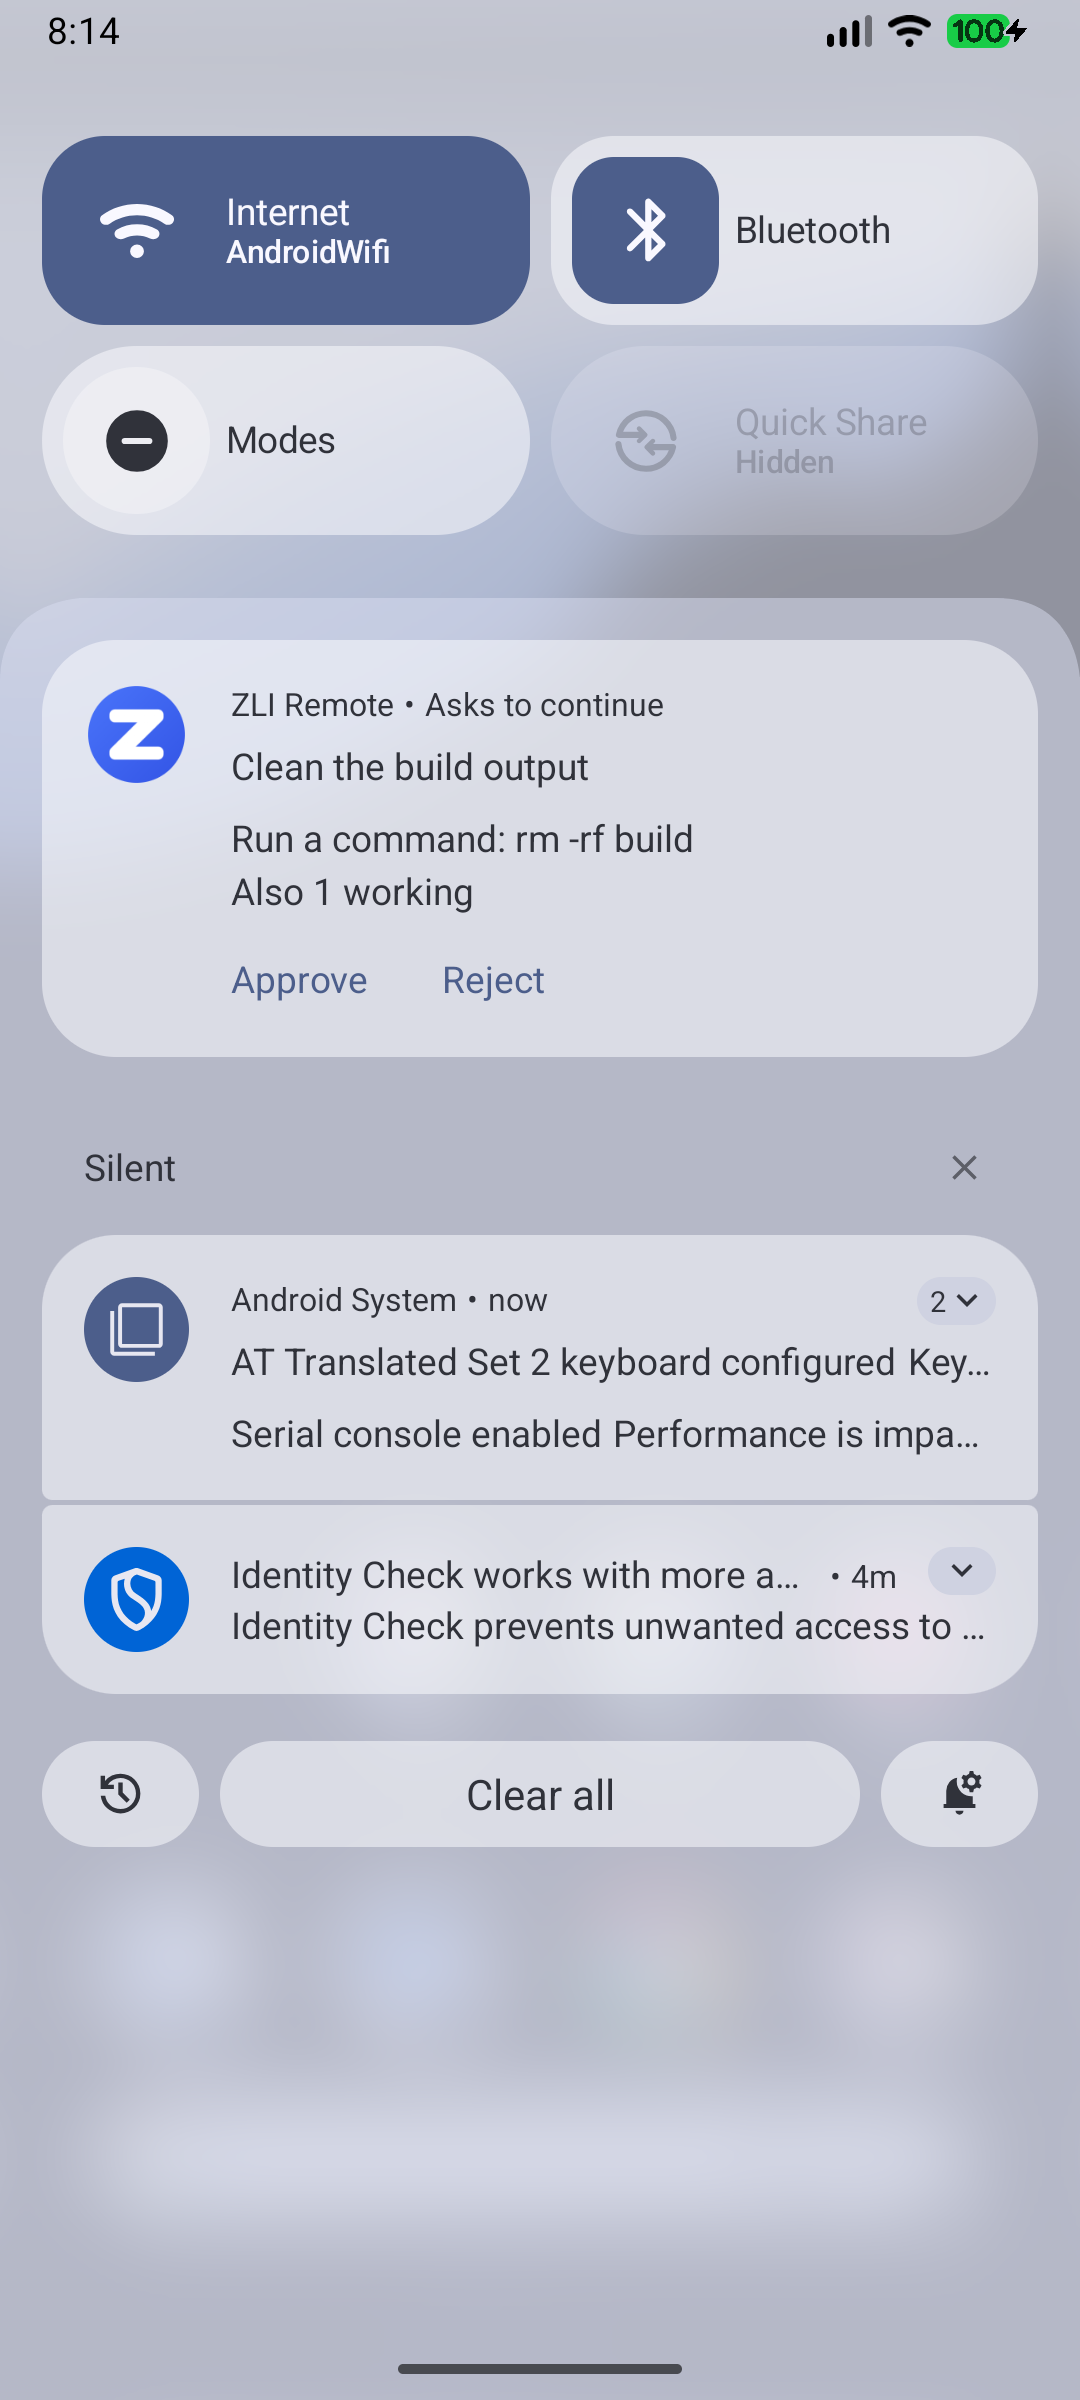 8:14
100
Internet
AndroidWifi
Bluetooth
Modes
Quick Share
Hidden
ZLI Remote • Asks to continue
Clean the build output
Run a command: rm -rf build
Also 1 working
Approve Reject
Silent
Android System • now
2
AT Translated Set 2 keyboard configured Key…
Serial console enabled Performance is impa…
Identity Check works with more a… • 4m
Identity Check prevents unwanted access to …
Clear all